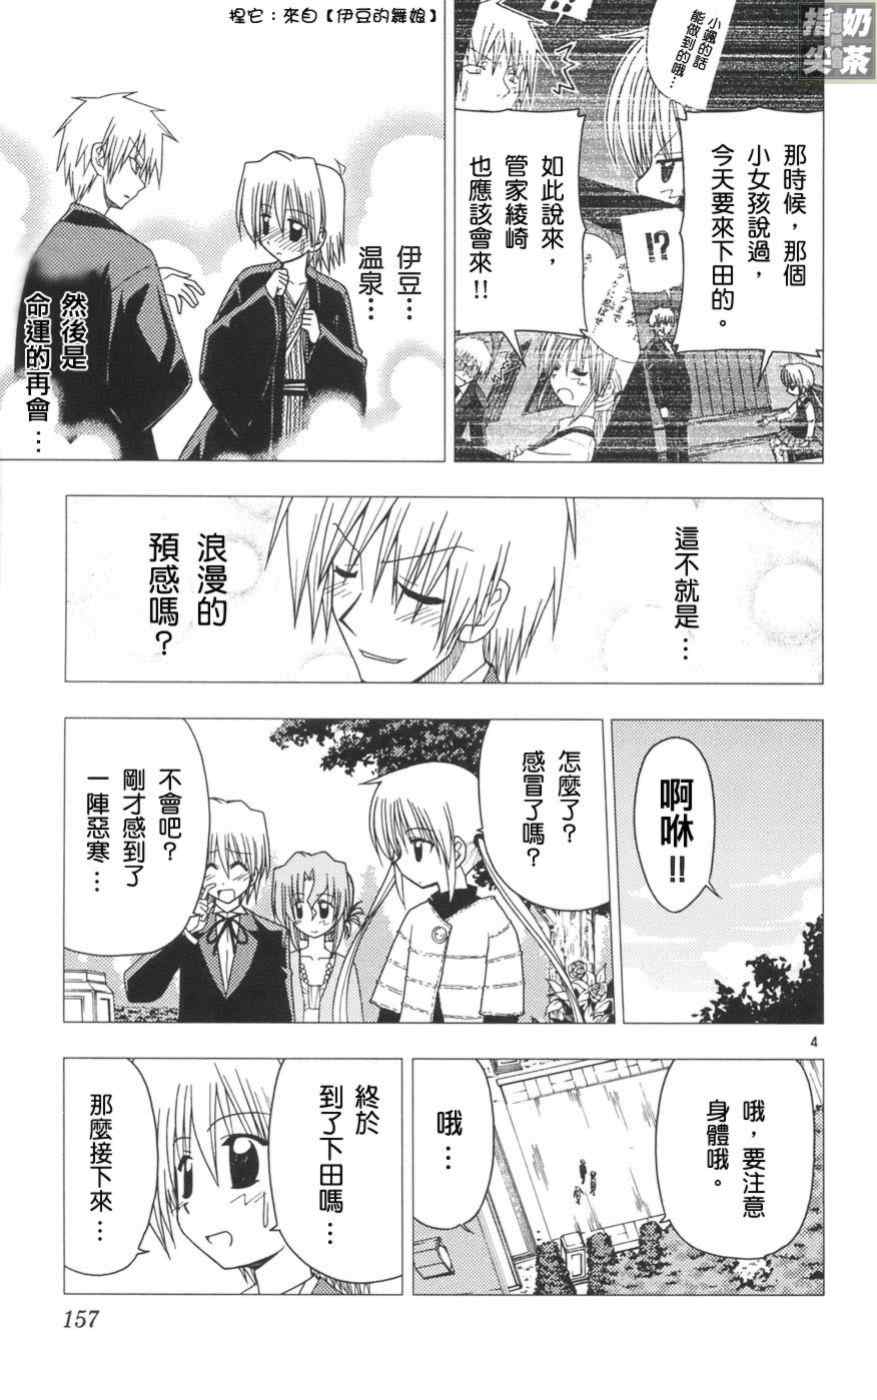 捏它：來自【伊豆的舞娘】
指尖
奶茶
小颯的話
能做到的哦…
那時候，那個
小女孩說過，
今天要來下田的。
!?
如此說來，
管家綾崎
也應該會來!!
伊豆…
温泉…
然後是
命運的再會…
這不就是…
浪漫的
預感嗎？
啊咻!!
怎麼了？
感冒了嗎？
不會吧？
剛才感到了
一陣惡寒…
4
哦，要注意
身體哦。
哦…
終於
到了下田嗎…
那麼接下來…
157